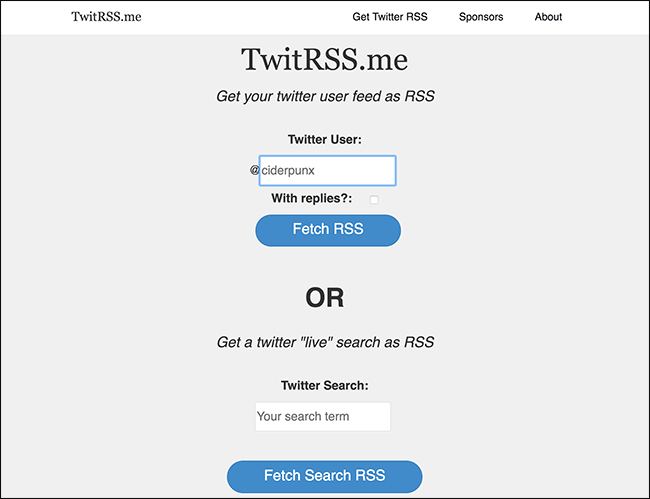 TwitRSS.me Get Twitter RSS Sponsors About
TwitRSS.me
Get your twitter user feed as RSS
Twitter User:
@ciderpunx
With replies?:
Fetch RSS
OR
Get a twitter "live" search as RSS
Twitter Search:
Your search term
Fetch Search RSS